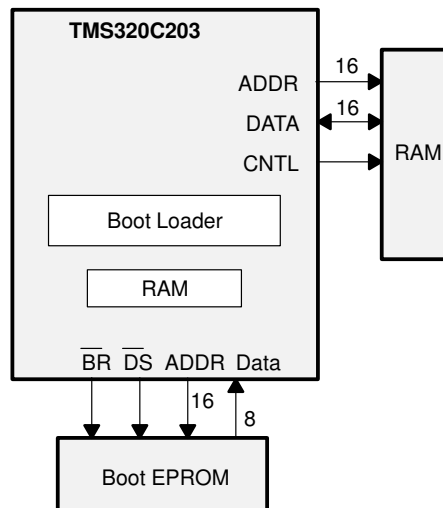 TMS320C203
ADDR
16
DATA
16
CNTL
RAM
Boot Loader
RAM
BR DS ADDR Data
16
8
Boot EPROM